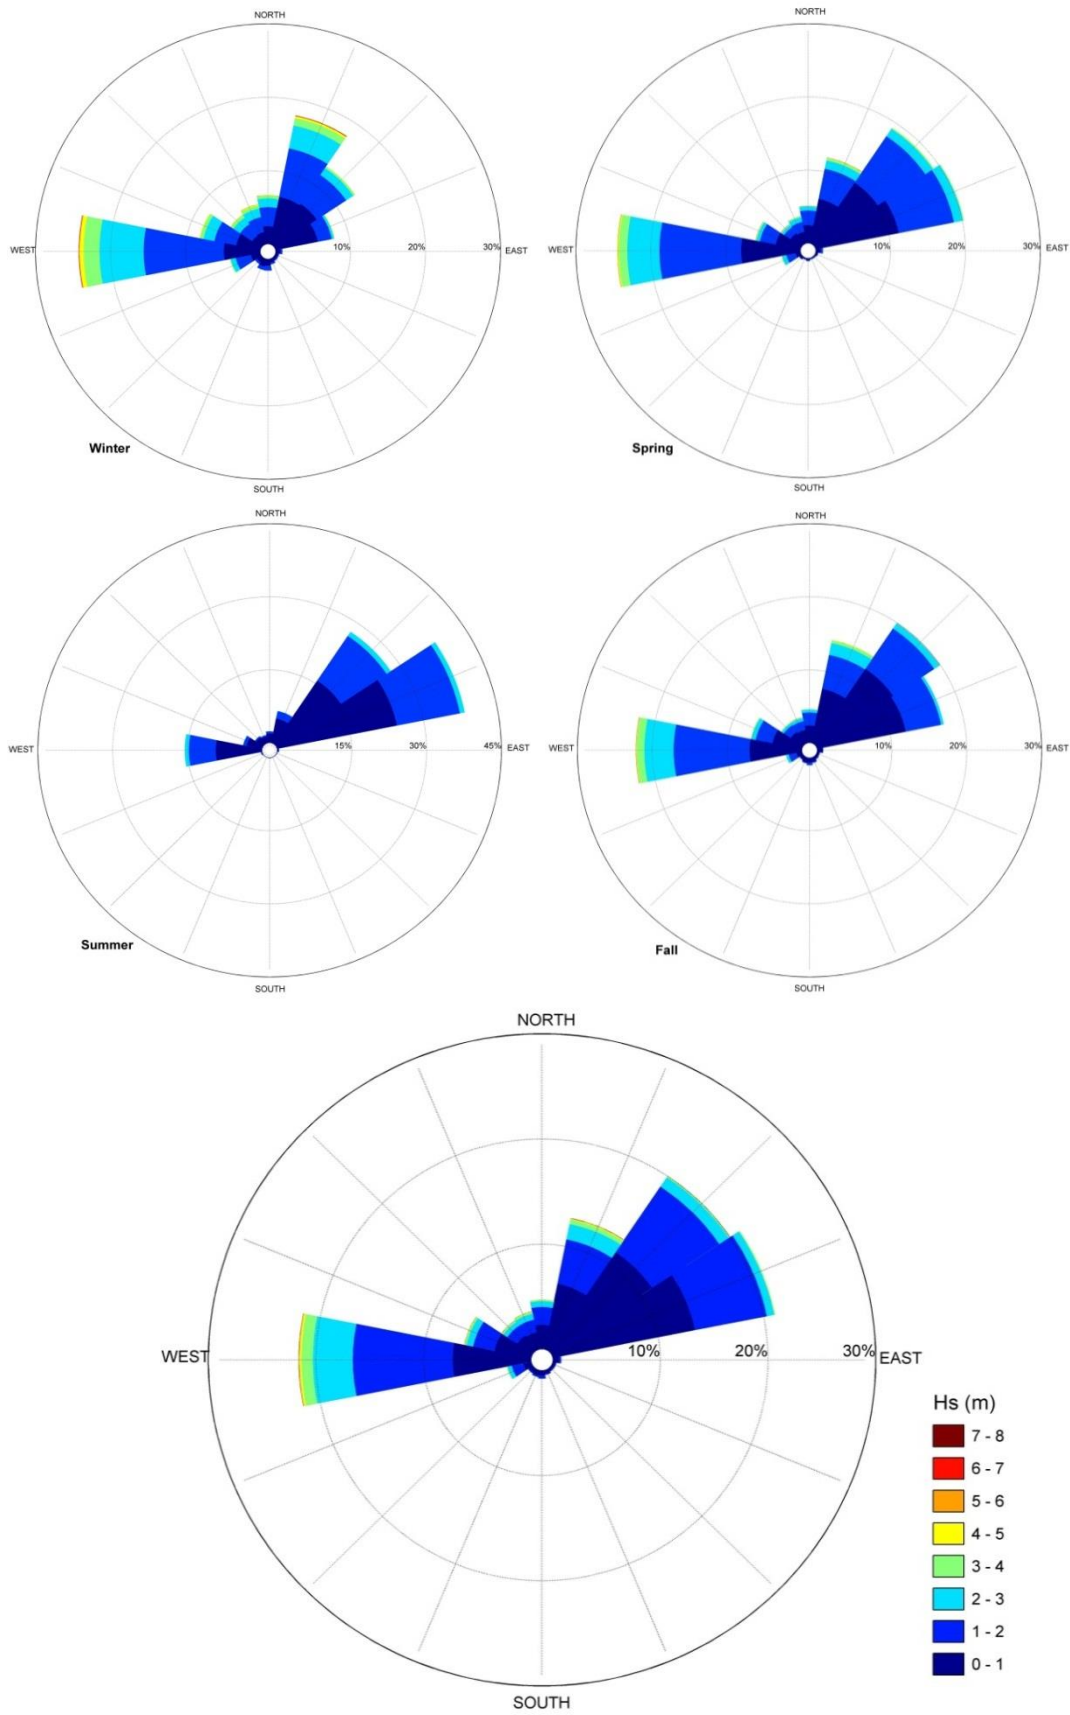 NORTH
NORTH
WEST
10%
20%
30%
EAST
WEST
10%
20%
30%
EAST
Winter
Spring
SOUTH
SOUTH
NORTH
NORTH
WEST
15%
30%
45%
EAST
WEST
10%
20%
30%
EAST
Summer
Fall
SOUTH
SOUTH
NORTH
WEST
10%
20%
30%
EAST
Hs (m)
7 - 8
6 - 7
5 - 6
4 - 5
3 - 4
2 - 3
1 - 2
0 - 1
SOUTH